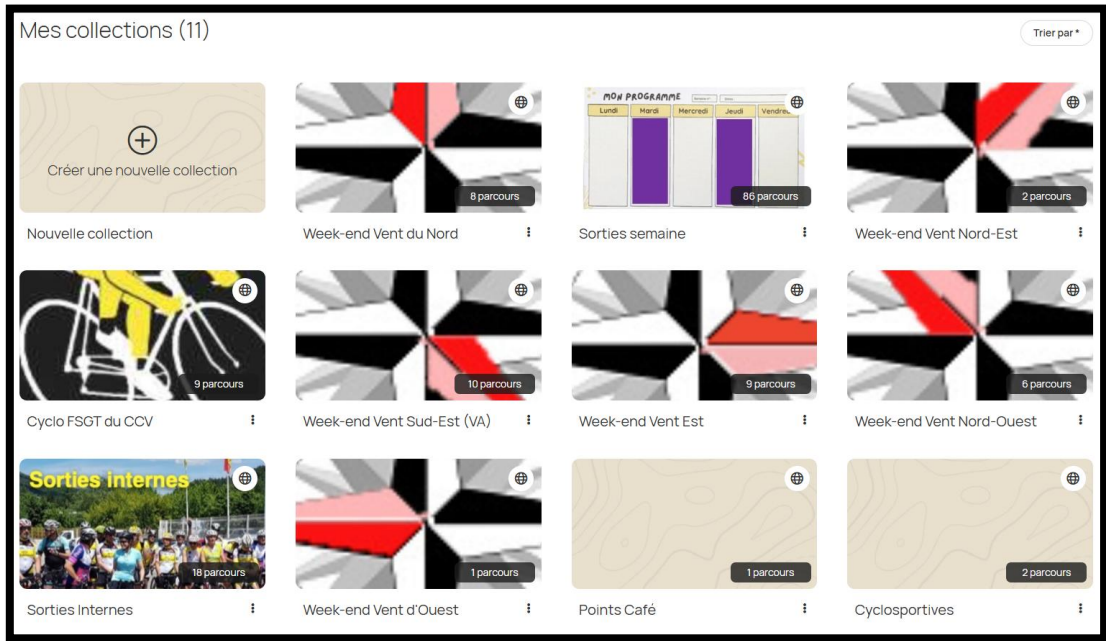 Mes collections (11)
Trier par *
Créer une nouvelle collection
Nouvelle collection
8 parcours
Week-end Vent du Nord
MON PROGRAMME
Lundi Mardi Mercredi Jeudi Vendred
86 parcours
Sorties semaine
2 parcours
Week-end Vent Nord-Est
9 parcours
Cyclo FSGT du CCV
10 parcours
Week-end Vent Sud-Est (VA)
9 parcours
Week-end Vent Est
6 parcours
Week-end Vent Nord-Ouest
Sorties internes
18 parcours
Sorties Internes
1 parcours
Week-end Vent d'Ouest
1 parcours
Points Café
2 parcours
Cyclosportives